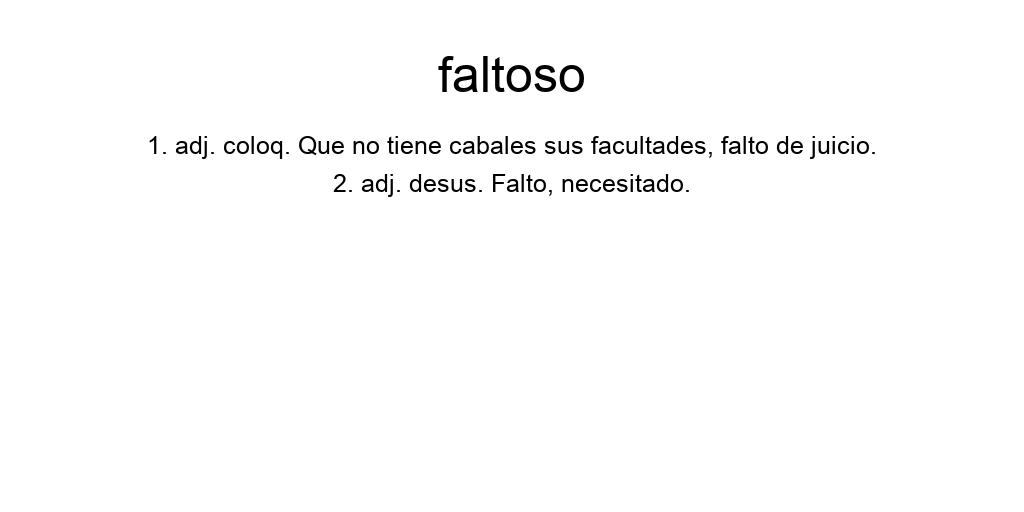 faltoso
1. adj. coloq. Que no tiene cabales sus facultades, falto de juicio.
2. adj. desus. Falto, necesitado.